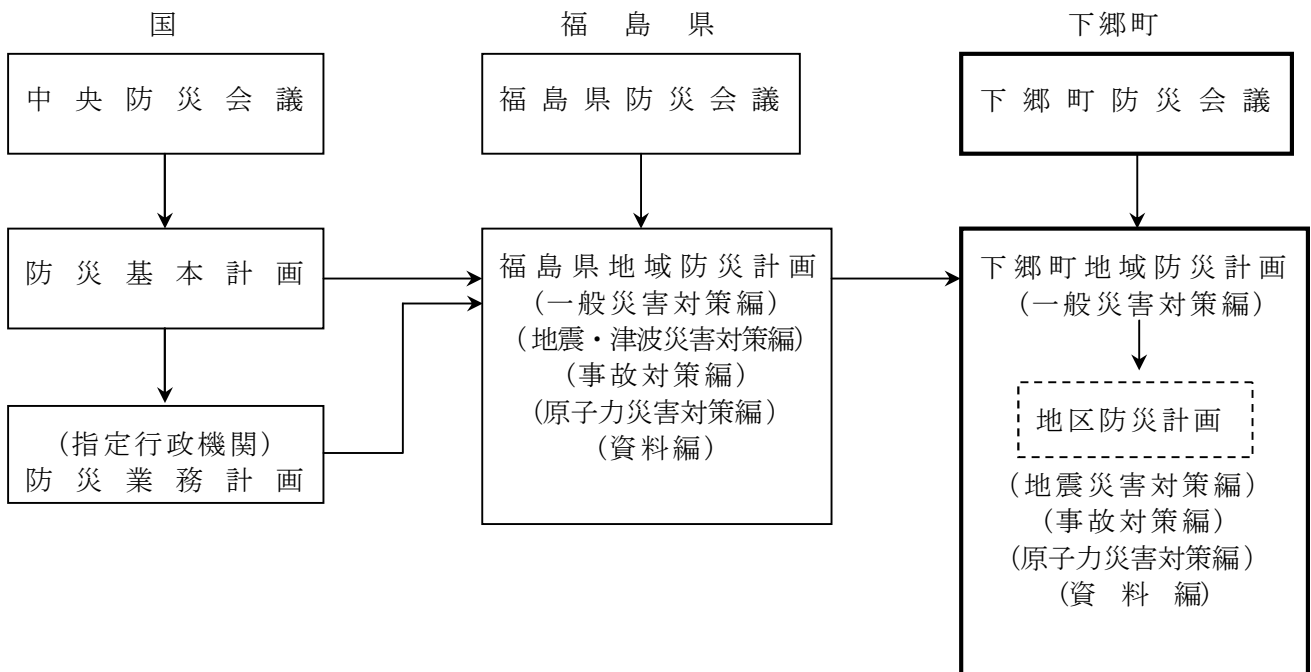 国
中央防災会議
防災基本計画
(指定行政機関)
防災業務計画
福島県
福島県防災会議
福島県地域防災計画
(一般災害対策編)
(地震・津波災害対策編)
(事故対策編)
(原子力災害対策編)
(資料編)
下郷町
下郷町防災会議
下郷町地域防災計画
(一般災害対策編)
地区防災計画
(地震災害対策編)
(事故対策編)
(原子力災害対策編)
(資料編)